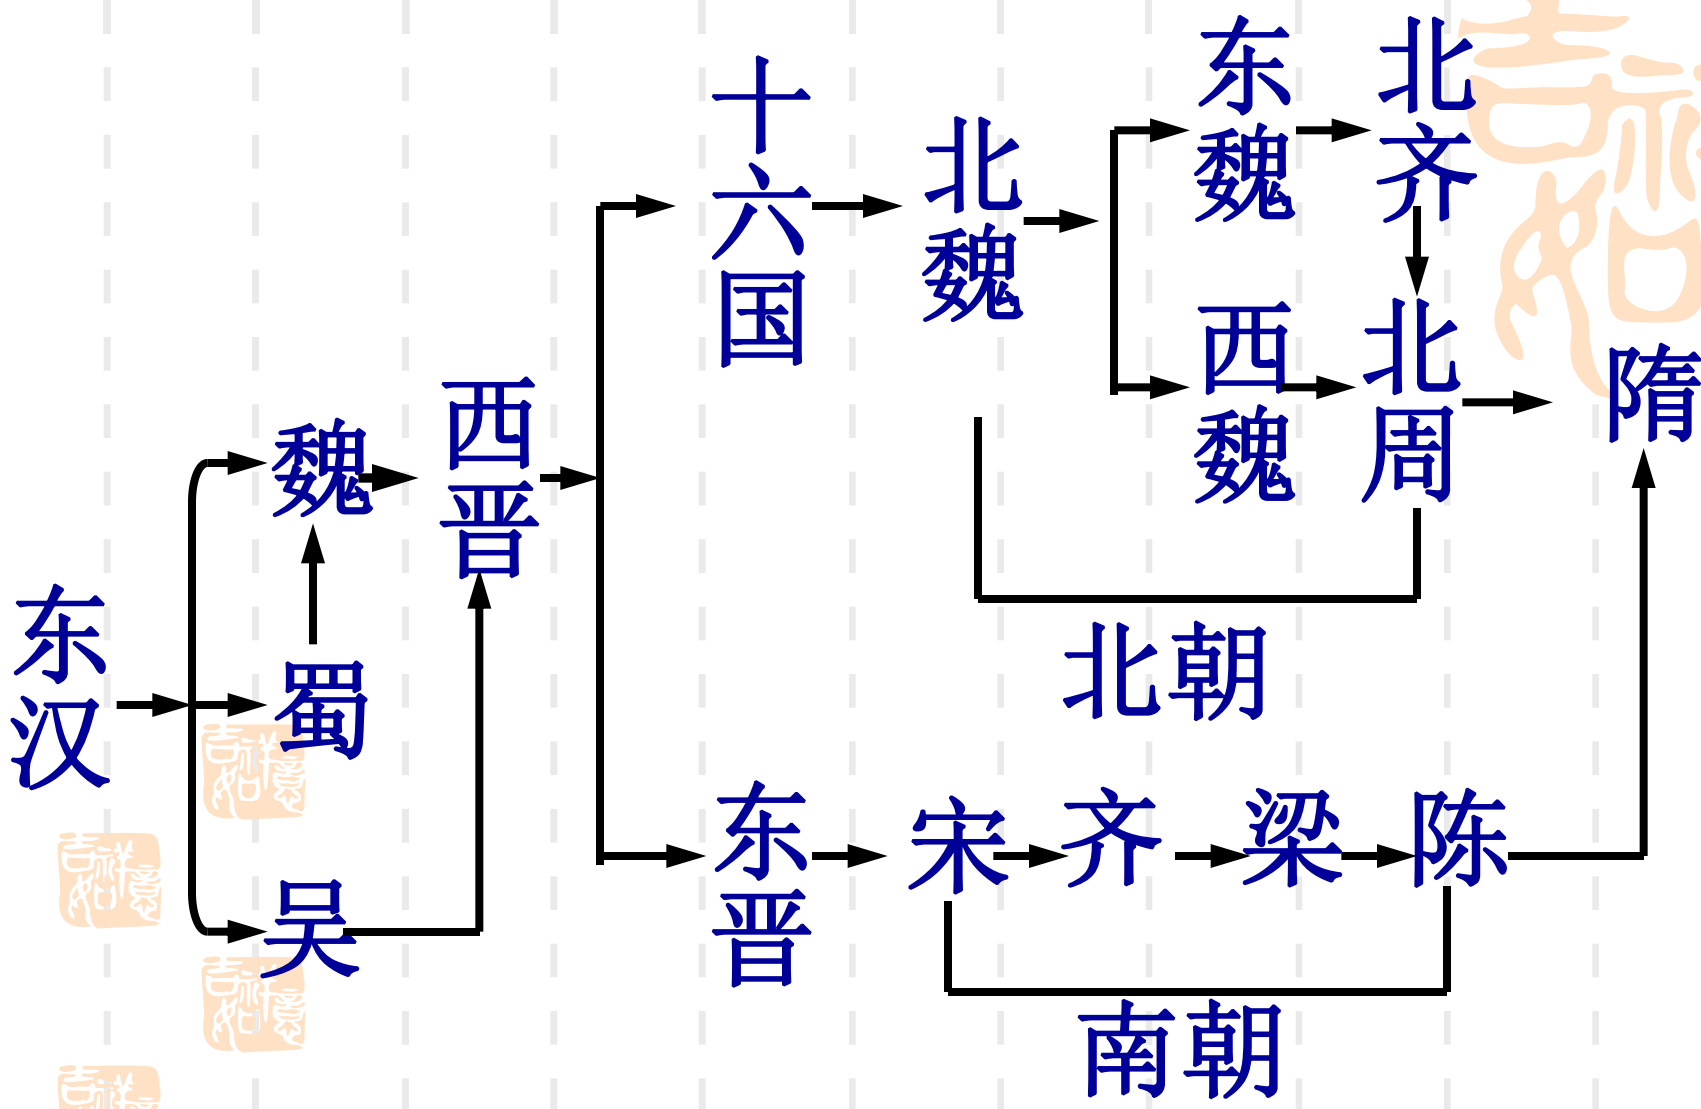 东汉
魏
蜀
吴
西晋
十六国
北魏
东魏
北齐
西魏
北周
隋
北朝
东晋
宋
齐
梁
陈
南朝